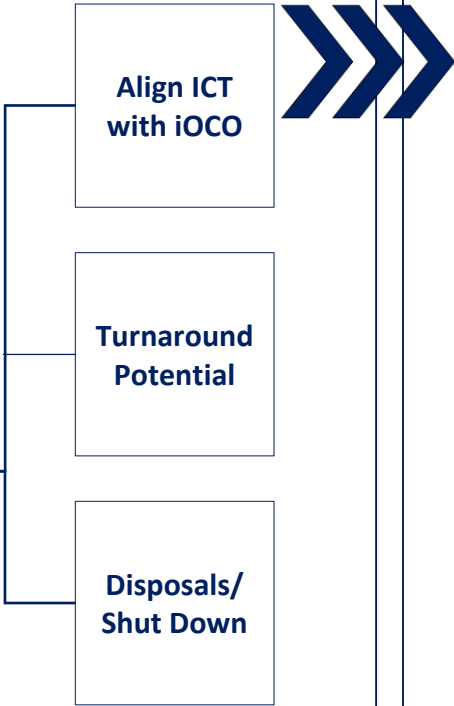 Align ICT
with iOCO
Turnaround
Potential
Disposals/
Shut Down